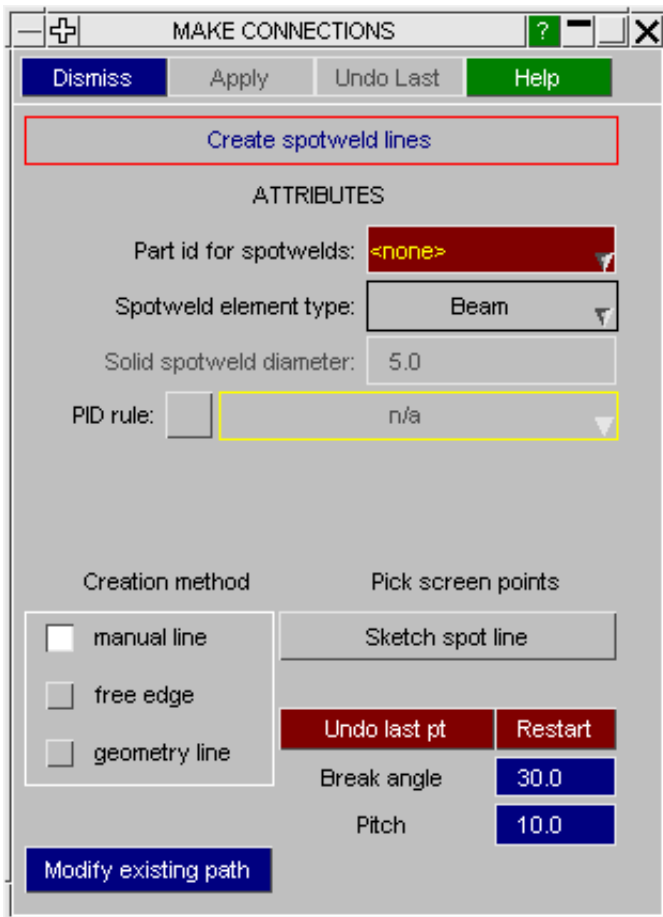 MAKE CONNECTIONS ?
Dismiss Apply Undo Last Help
Create spotweld lines
ATTRIBUTES
Part id for spotwelds: <none>
Spotweld element type: Beam
Solid spotweld diameter: 5.0
PID rule: n/a
Creation method Pick screen points
manual line Sketch spot line
free edge
Undo last pt Restart
geometry line
Break angle 30.0
Pitch 10.0
Modify existing path